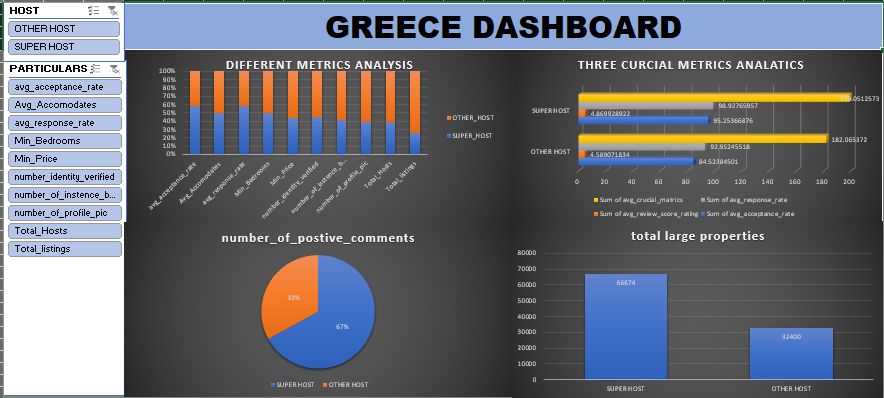 HOST
OTHER HOST
SUPER HOST
PARTICULARS
avg_acceptance_rate
Avg_Accomodates
avg_response_rate
Min_Bedrooms
Min_Price
number_identity_verified
number_of_instence_b...
number_of_profile_pic
Total_Hosts
Total_listings
GREECE DASHBOARD
DIFFERENT METRICS ANALYSIS
100%
90%
80%
70%
60%
50%
40%
30%
20%
10%
0%
avg_acceptance_rate
Avg_Accomodates
avg_response_rate
Min_Bedrooms
Min_Price
number_identity_verified
number_of_instence_b...
number_of_profile_pic
Total_Hosts
Total_listings
OTHER_HOST
SUPER_HOST
THREE CURCIAL METRICS ANALATICS
SUPER HOST
98.92765957
4.869928922
95.25366876
OTHER HOST
182.065372
92.95245518
4.589071834
84.52384501
0 20 40 60 80 100 120 140 160 180 200
Sum of avg_crucial_matrics
Sum of avg_response_rate
Sum of avg_review_score_rating
Sum of avg_acceptance_rate
number_of_postive_comments
33%
67%
SUPER HOST
OTHER HOST
total large properties
80000
70000
60000
50000
40000
30000
20000
10000
0
66674
32400
SUPER HOST
OTHER HOST